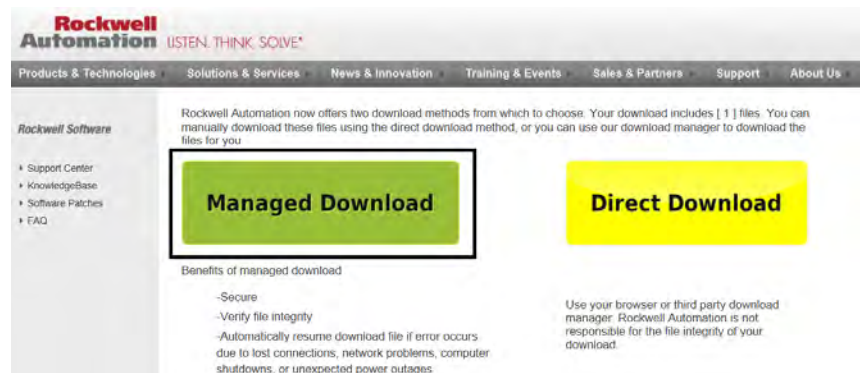 Rockwell
Automation LISTEN. THINK. SOLVE.®
Products & Technologies Solutions & Services News & Innovation Training & Events Sales & Partners Support About Us
Rockwell Software
Support Center
KnowledgeBase
Software Patches
FAQ
Rockwell Automation now offers two download methods from which to choose. Your download includes [ 1 ] files. You can
manually download these files using the direct download method, or you can use our download manager to download the
files for you
Managed Download
Benefits of managed download
-Secure
-Verify file integrity
-Automatically resume download file if error occurs
due to lost connections, network problems, computer
shutdowns, or unexpected power outages
Direct Download
Use your browser or third party download
manager. Rockwell Automation is not
responsible for the file integrity of your
download.